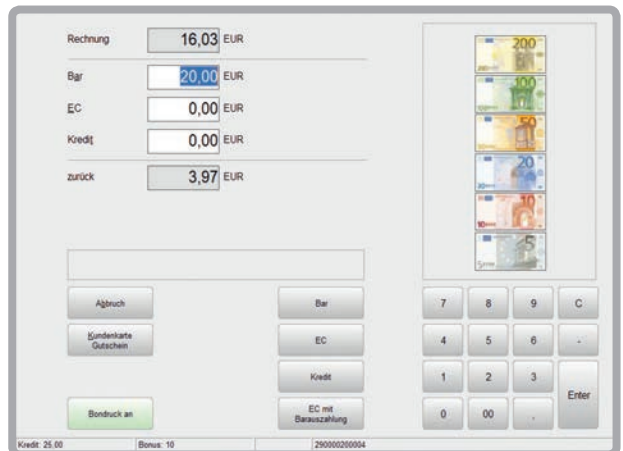 Rechnung 16,03 EUR
Bar 20,00 EUR
EC 0,00 EUR
Kredit 0,00 EUR
zurück 3,97 EUR
200
100
50
20
10
5
Abbruch Bar 7 8 9 C
Kundenkarte
Gutschein EC 4 5 6 -
Kredit 1 2 3 Enter
Bondruck an EC mit
Barauszahlung 0 00 .
Kredit: 25,00 Bonus: 10 290000200004